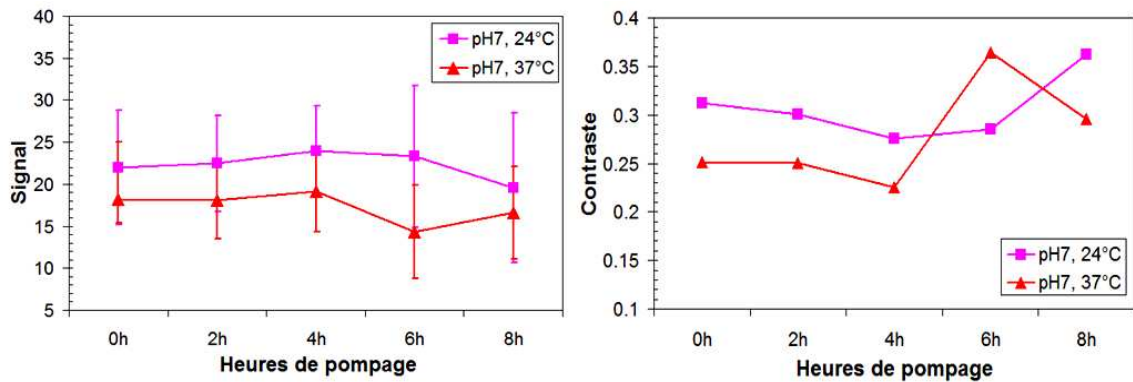 40
35
30
25
20
15
10
5
Signal
pH7, 24°C
pH7, 37°C
0h 2h 4h 6h 8h
Heures de pompage
0.4
0.35
0.3
0.25
0.2
0.15
0.1
Contraste
pH7, 24°C
pH7, 37°C
0h 2h 4h 6h 8h
Heures de pompage